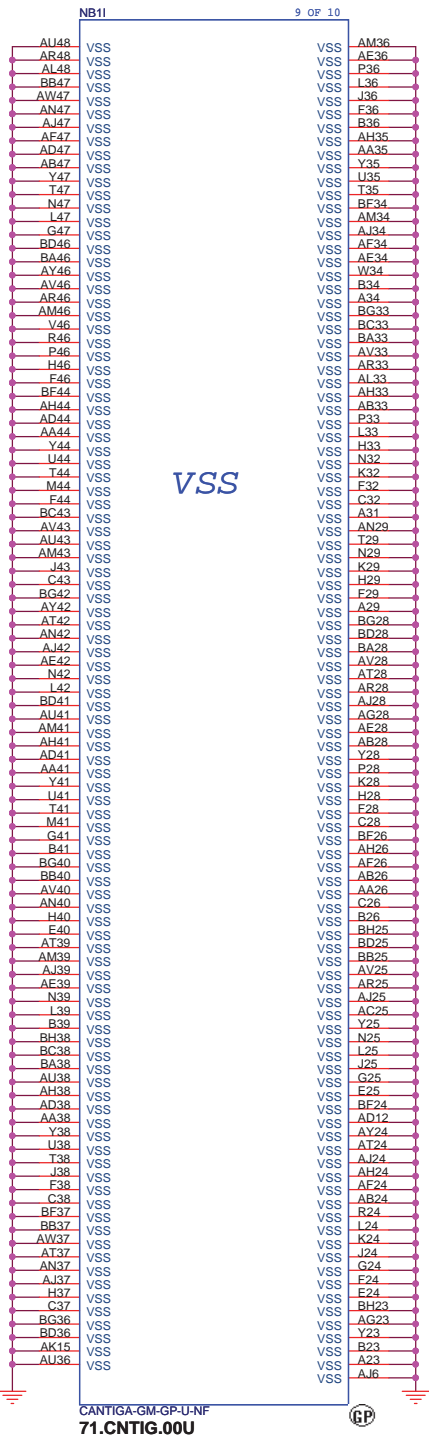 NB1I 9 OF 10
AU48 VSS VSS AM36
AR48 VSS VSS AE36
AL48 VSS VSS P36
BB47 VSS VSS L36
AW47 VSS VSS J36
AN47 VSS VSS F36
AJ47 VSS VSS B36
AF47 VSS VSS AH35
AD47 VSS VSS AA35
AB47 VSS VSS Y35
Y47 VSS VSS U35
T47 VSS VSS T35
N47 VSS VSS BF34
L47 VSS VSS AM34
G47 VSS VSS AJ34
BD46 VSS VSS AF34
BA46 VSS VSS AE34
AY46 VSS VSS W34
AV46 VSS VSS B34
AR46 VSS VSS A34
AM46 VSS VSS BG33
V46 VSS VSS BC33
R46 VSS VSS BA33
P46 VSS VSS AV33
H46 VSS VSS AR33
F46 VSS VSS AL33
BF44 VSS VSS AH33
AH44 VSS VSS AB33
AD44 VSS VSS P33
AA44 VSS VSS L33
Y44 VSS VSS H33
U44 VSS VSS N32
T44 VSS VSS K32
VSS
M44 VSS VSS F32
F44 VSS VSS C32
BC43 VSS VSS A31
AV43 VSS VSS AN29
AU43 VSS VSS T29
AM43 VSS VSS N29
J43 VSS VSS K29
C43 VSS VSS H29
BG42 VSS VSS F29
AY42 VSS VSS A29
AT42 VSS VSS BG28
AN42 VSS VSS BD28
AJ42 VSS VSS BA28
AE42 VSS VSS AV28
N42 VSS VSS AT28
L42 VSS VSS AR28
BD41 VSS VSS AJ28
AU41 VSS VSS AG28
AM41 VSS VSS AE28
AH41 VSS VSS AB28
AD41 VSS VSS Y28
AA41 VSS VSS P28
Y41 VSS VSS K28
U41 VSS VSS H28
T41 VSS VSS F28
M41 VSS VSS C28
G41 VSS VSS BF26
B41 VSS VSS AH26
BG40 VSS VSS AF26
BB40 VSS VSS AB26
AV40 VSS VSS AA26
AN40 VSS VSS C26
H40 VSS VSS B26
E40 VSS VSS BH25
AT39 VSS VSS BD25
AM39 VSS VSS BB25
AJ39 VSS VSS AV25
AE39 VSS VSS AR25
N39 VSS VSS AJ25
L39 VSS VSS AC25
B39 VSS VSS Y25
BH38 VSS VSS N25
BC38 VSS VSS L25
BA38 VSS VSS J25
AU38 VSS VSS G25
AH38 VSS VSS E25
AD38 VSS VSS BF24
AA38 VSS VSS AD12
Y38 VSS VSS AY24
U38 VSS VSS AT24
T38 VSS VSS AJ24
J38 VSS VSS AH24
F38 VSS VSS AF24
C38 VSS VSS AB24
BF37 VSS VSS R24
BB37 VSS VSS L24
AW37 VSS VSS K24
AT37 VSS VSS J24
AN37 VSS VSS G24
AJ37 VSS VSS F24
H37 VSS VSS E24
C37 VSS VSS BH23
BG36 VSS VSS AG23
BD36 VSS VSS Y23
AK15 VSS VSS B23
AU36 VSS VSS A23
VSS AJ6
CANTIGA-GM-GP-U-NF GP
71.CNTIG.00U